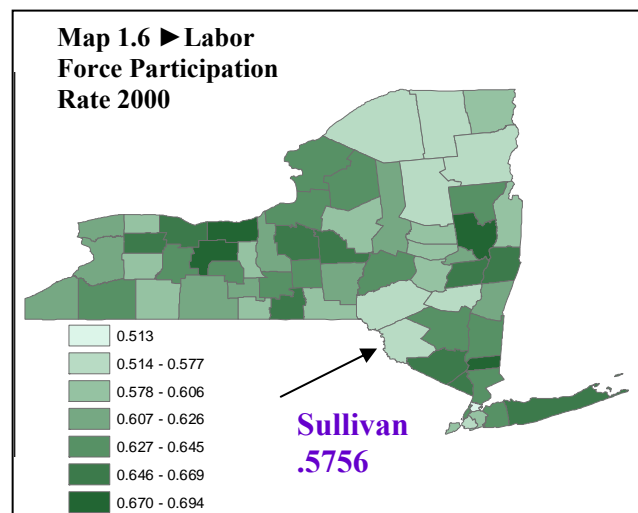 Map 1.6 ►Labor
Force Participation
Rate 2000
0.513
0.514 - 0.577
0.578 - 0.606
0.607 - 0.626
0.627 - 0.645
0.646 - 0.669
0.670 - 0.694
Sullivan
.5756